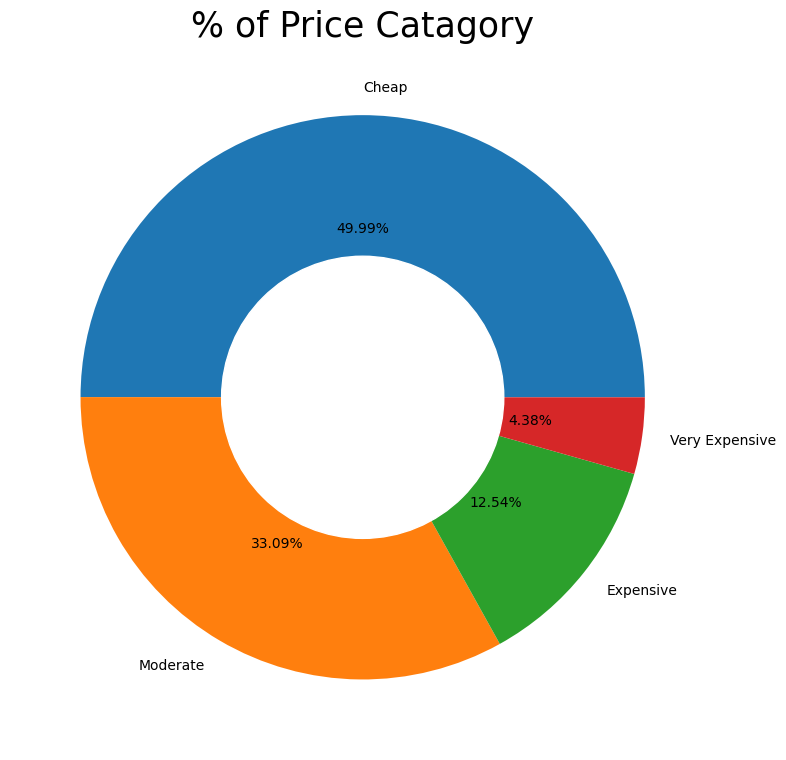 % of Price Catagory
Cheap
49.99%
4.38%
Very Expensive
12.54%
33.09%
Expensive
Moderate